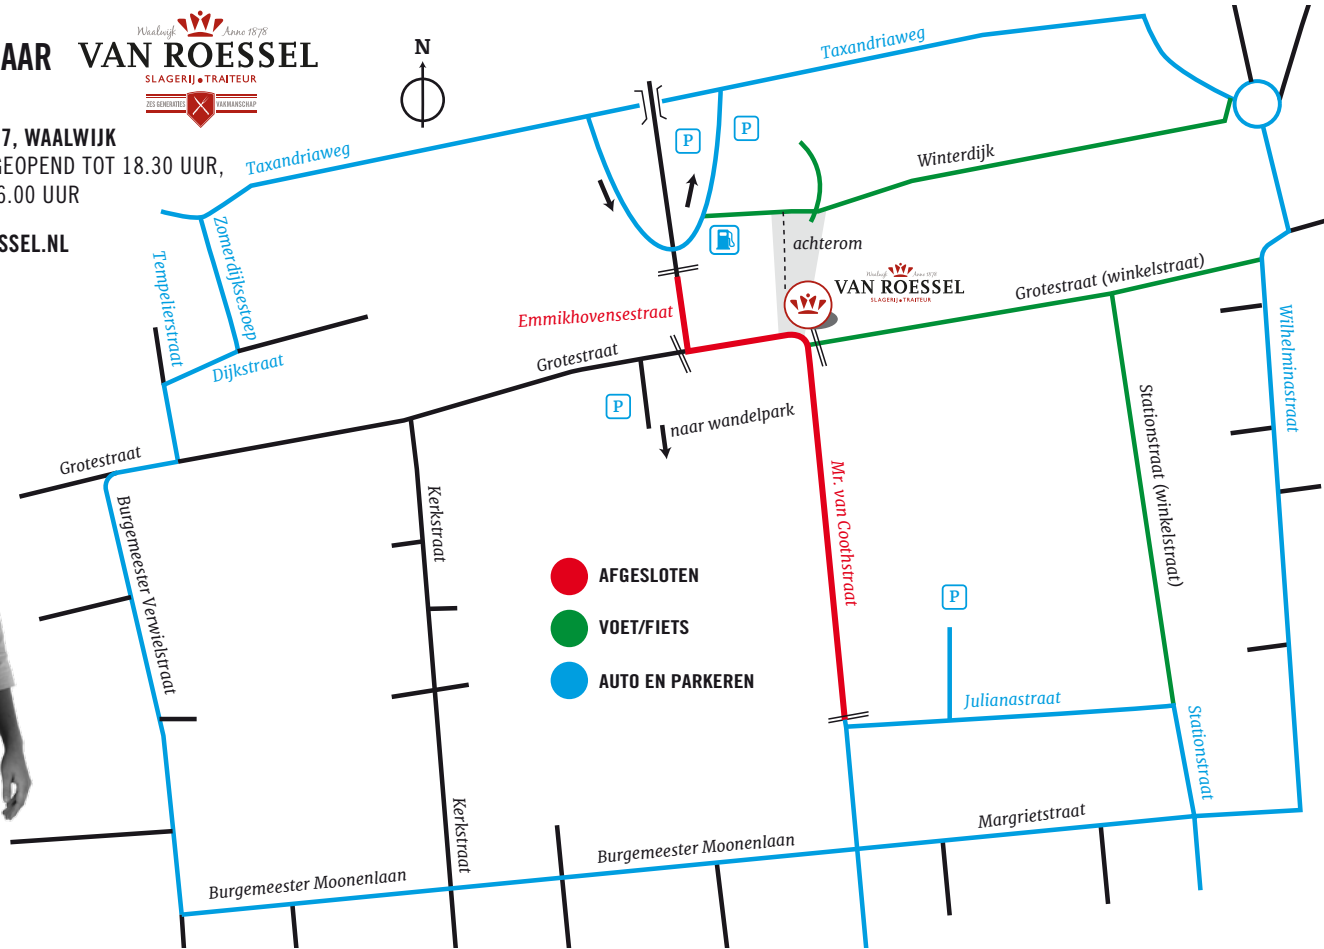 AAR
Waalwijk Anno 1878
VAN ROESSEL
SLAGERIJ • TRAITEUR
ZES GENERATIES VAKMANSCHAP
7, WAALWIJK
GEOPEND TOT 18.30 UUR,
6.00 UUR
SSEL.NL
N
Taxandriaweg
Taxandriaweg
P
P
Winterdijk
Zomerdijksestoep
Tempelierstraat
Dijkstraat
achterom
Waalwijk Anno 1878
VAN ROESSEL
SLAGERIJ • TRAITEUR
Grotestraat (winkelstraat)
Emmikhovensestraat
Grotestraat
P
naar wandelpark
Wilhelminastraat
Stationstraat (winkelstraat)
Grotestraat
Burgemeester Verwielstraat
Kerkstraat
Mr. van Coothstraat
AFGESLOTEN
VOET/FIETS
AUTO EN PARKEREN
P
Julianastraat
Stationstraat
Kerkstraat
Margrietstraat
Burgemeester Moonenlaan
Burgemeester Moonenlaan